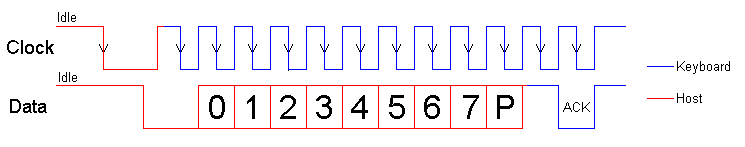 Idle
Clock
Idle
Keyboard
Data
0 1 2 3 4 5 6 7 P
ACK
Host